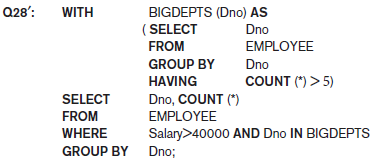 Q28′: WITH BIGDEPTS (Dno) AS
( SELECT Dno
FROM EMPLOYEE
GROUP BY Dno
HAVING COUNT (*) > 5)
SELECT Dno, COUNT (*)
FROM EMPLOYEE
WHERE Salary>40000 AND Dno IN BIGDEPTS
GROUP BY Dno;